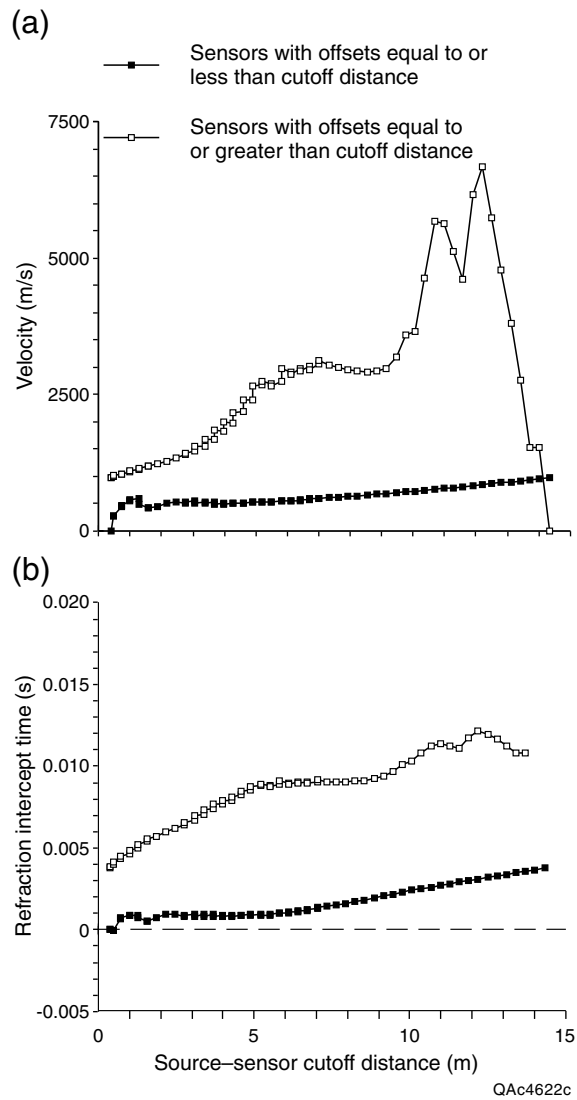 (a)
Sensors with offsets equal to or
less than cutoff distance
Sensors with offsets equal to
or greater than cutoff distance
7500
5000
2500
0
Velocity (m/s)
(b)
0.020
0.015
0.010
0.005
0
-0.005
Refraction intercept time (s)
0 5 10 15
Source–sensor cutoff distance (m)
QAc4622c